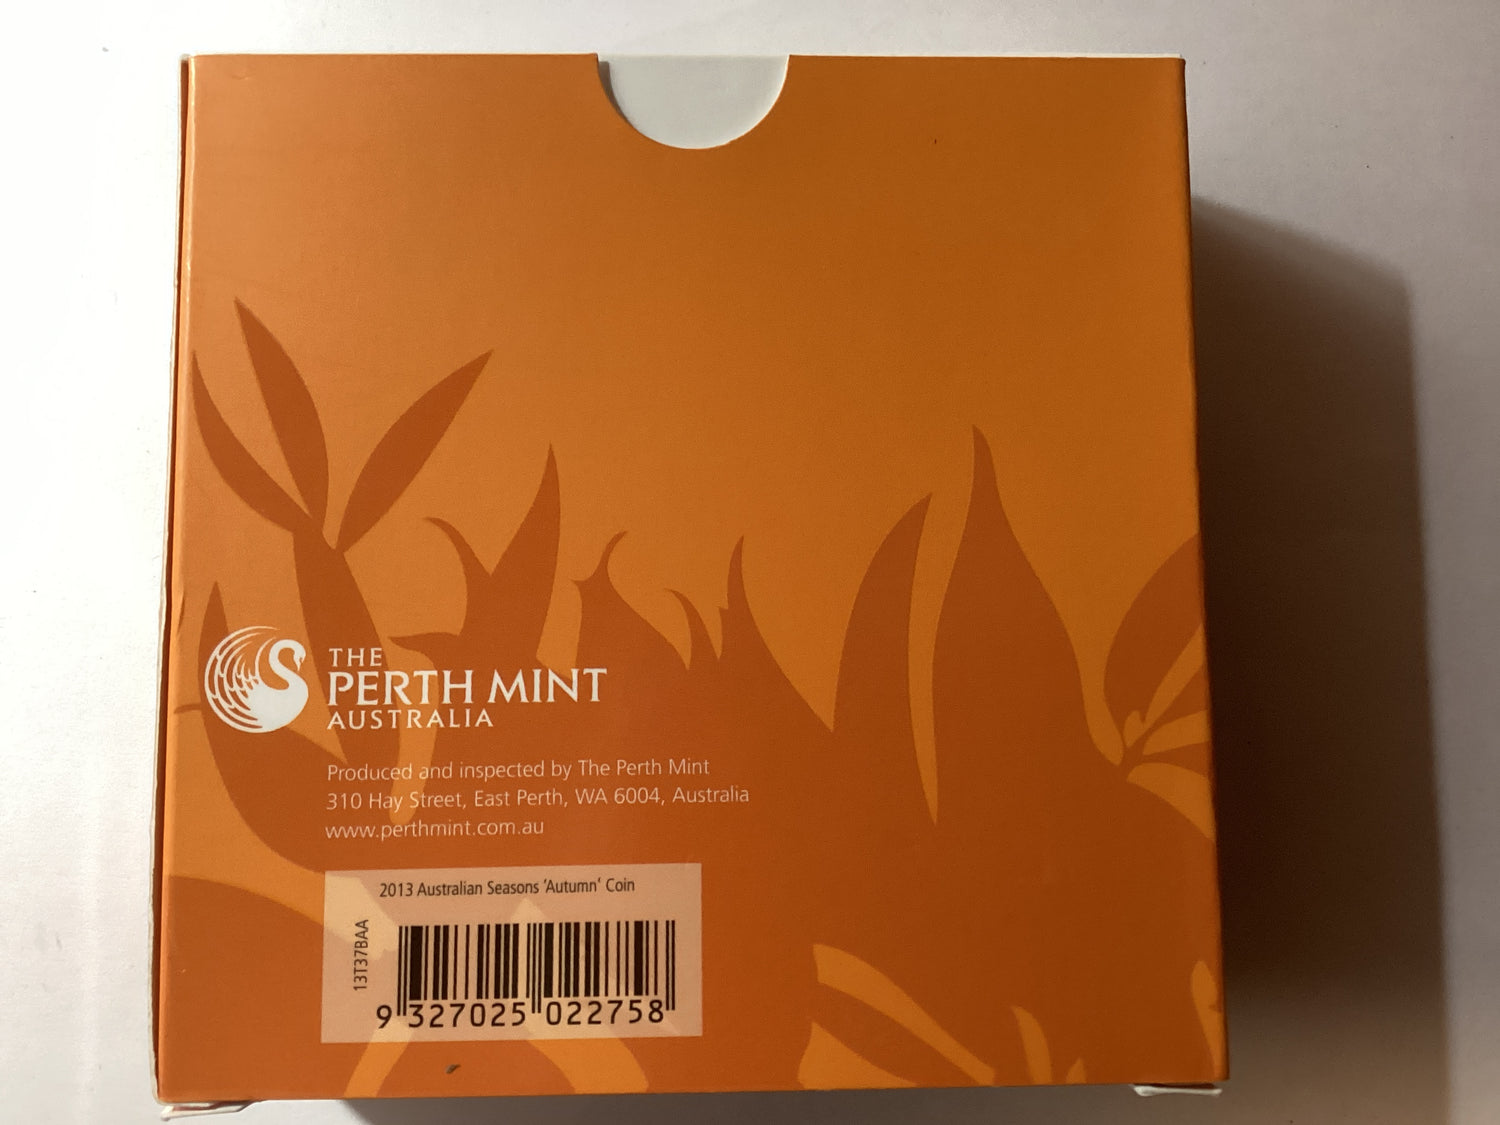 THE
PERTH MINT
AUSTRALIA
Produced and inspected by The Perth Mint
310 Hay Street, East Perth, WA 6004, Australia
www.perthmint.com.au
2013 Australian Seasons ‘Autumn‘ Coin
13T37BAA
9 327025 022758